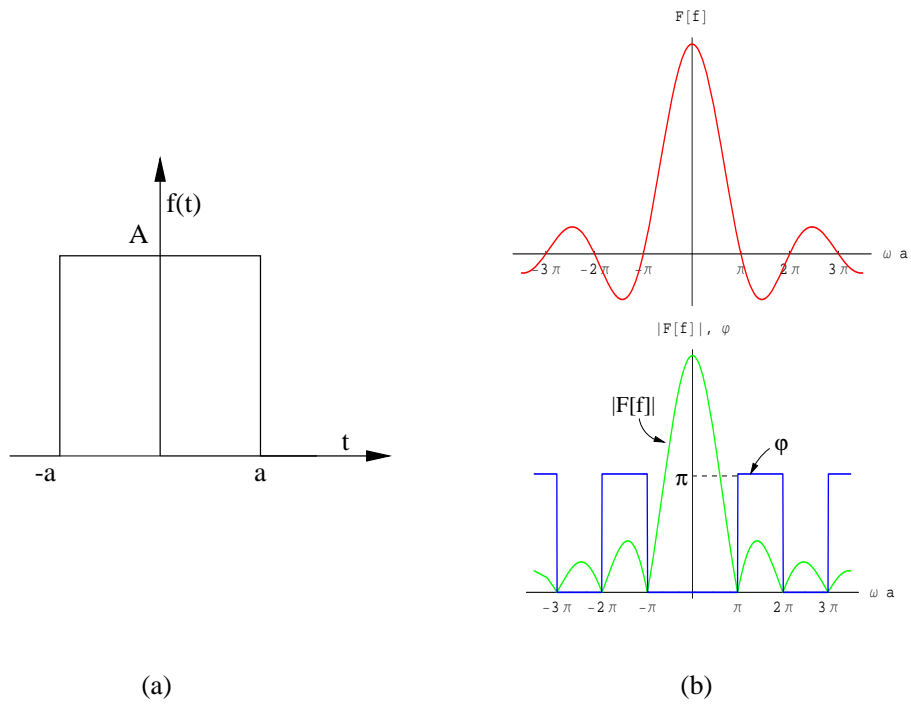 f(t)
A
t
-a
a
(a)
F[f]
-3 π
-2 π
-π
π
2 π
3 π
ω a
|F[f]|, φ
|F[f]|
φ
π
-3 π
-2 π
-π
π
2 π
3 π
ω a
(b)